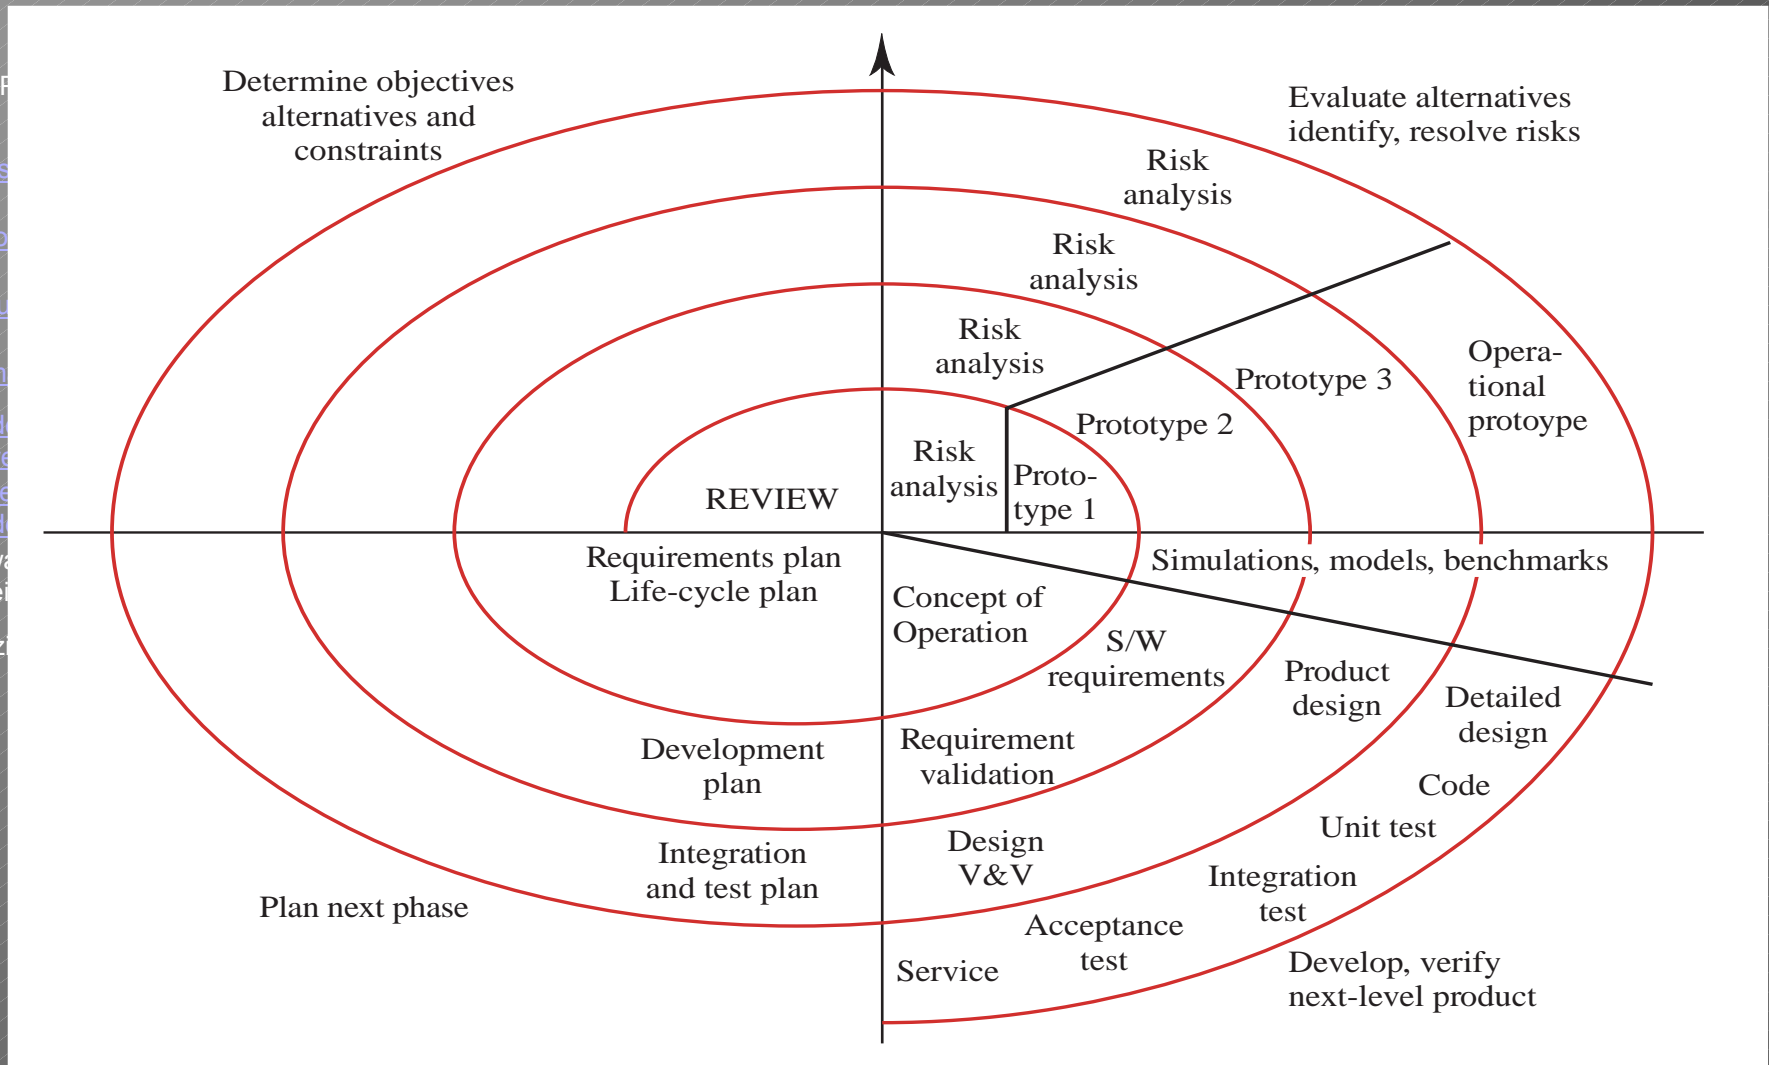 Determine objectives
alternatives and
constraints
Evaluate alternatives
identify, resolve risks
Risk
analysis
Risk
analysis
Risk
analysis
Risk
analysis
Opera-
tional
protoype
Prototype 3
Prototype 2
Proto-
type 1
REVIEW
Requirements plan
Life-cycle plan
Simulations, models, benchmarks
Concept of
Operation
S/W
requirements
Product
design
Detailed
design
Development
plan
Requirement
validation
Code
Unit test
Integration
and test plan
Design
V&V
Integration
test
Plan next phase
Acceptance
test
Service
Develop, verify
next-level product